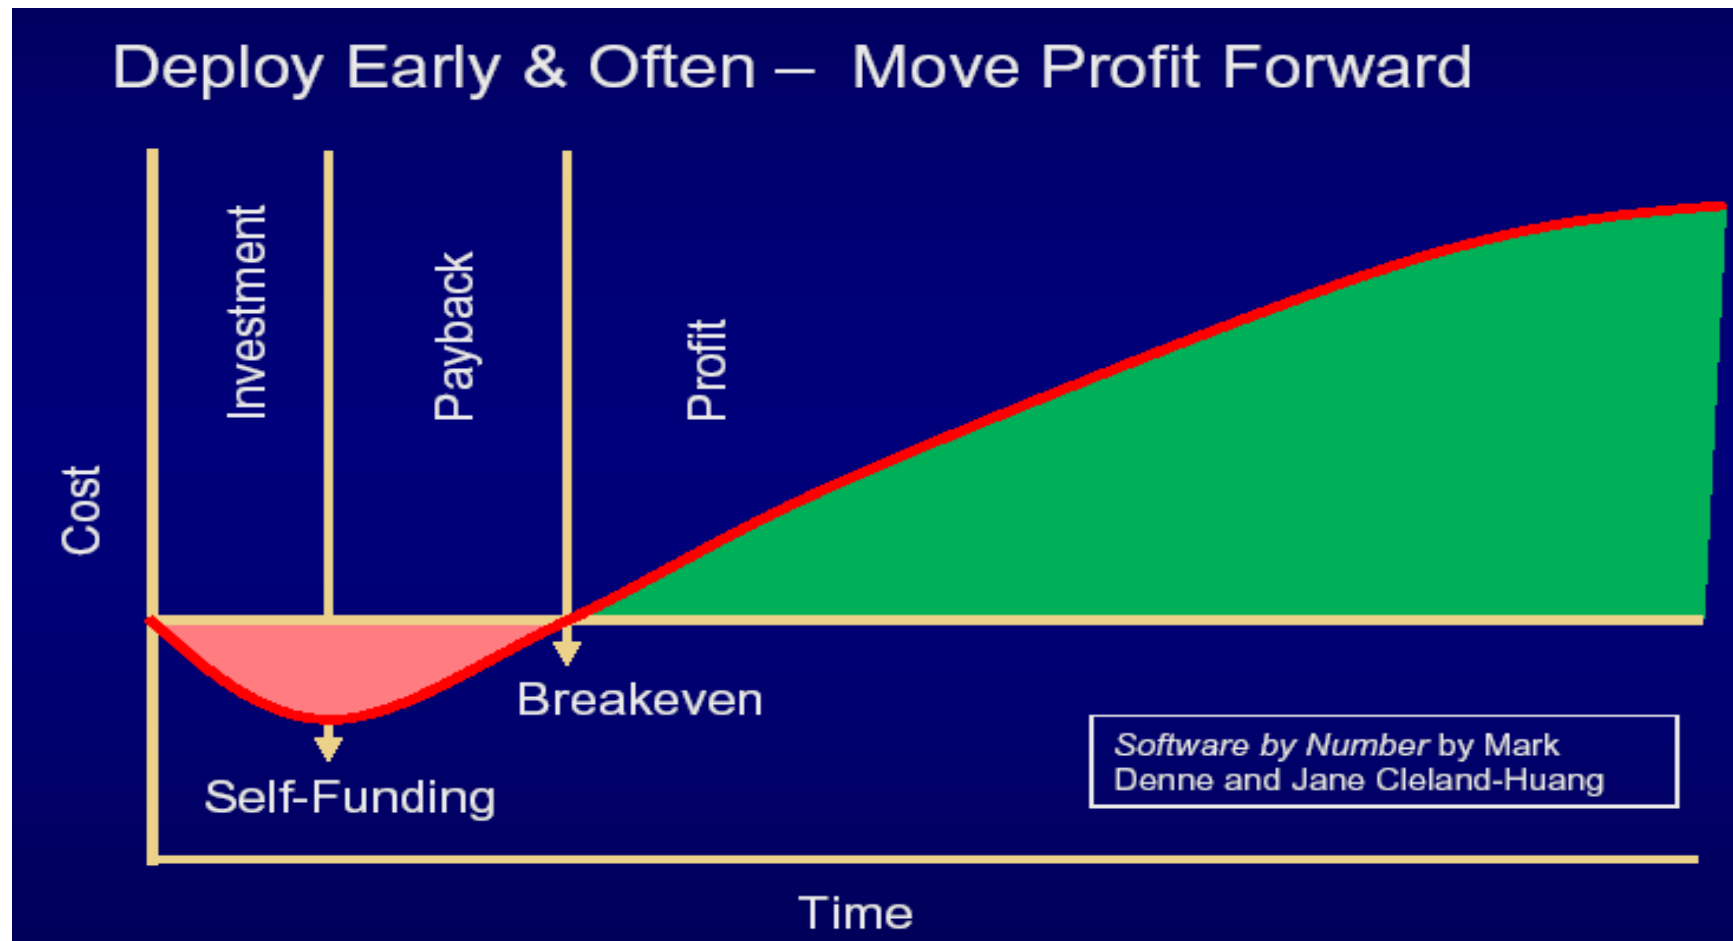 Deploy Early & Often – Move Profit Forward
Investment
Payback
Profit
Cost
Breakeven
Self-Funding
Software by Number by Mark
Denne and Jane Cleland-Huang
Time